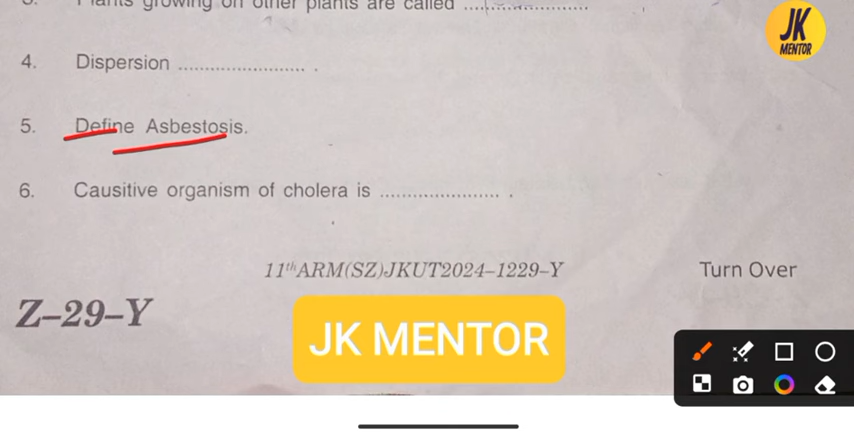 3. Plants growing on other plants are called ........................
JK
MENTOR
4. Dispersion ........................ .
5. Define Asbestosis.
6. Causitive organism of cholera is ...................... .
11thARM(SZ)JKUT2024–1229–Y
Turn Over
Z–29–Y
JK MENTOR